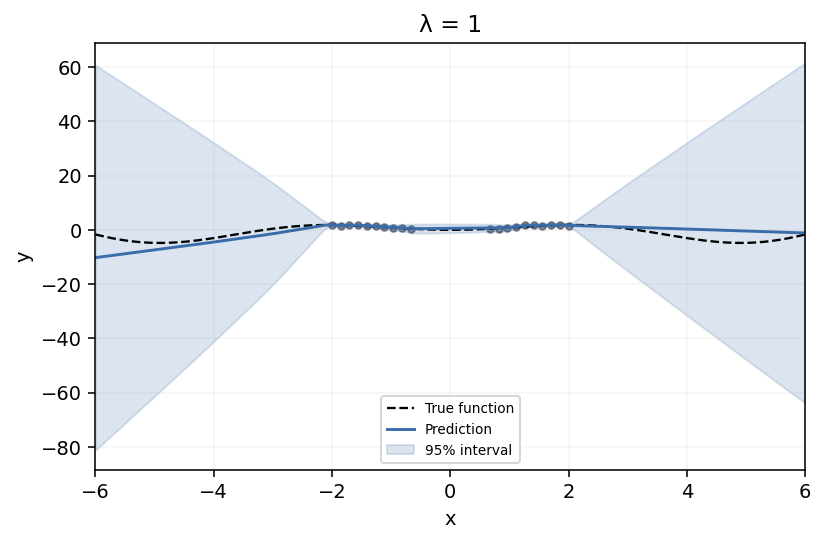 λ = 1
60
40
20
0
−20
−40
−60
−80
y
−6 −4 −2 0 2 4 6
x
True function
Prediction
95% interval